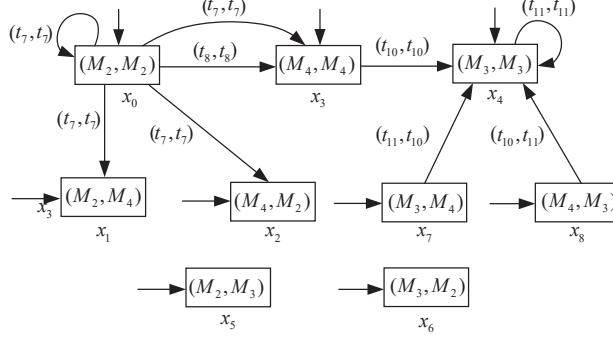 (t₇, t₇) (t₇, t₇) (t₁₁, t₁₁)
(M₂, M₂) (t₈, t₈) (M₄, M₄) (t₁₀, t₁₀) (M₃, M₃)
x₀ x₃ x₄
(t₇, t₇) (t₇, t₇) (t₁₁, t₁₀) (t₁₀, t₁₁)
(M₂, M₄) (M₄, M₂) (M₃, M₄) (M₄, M₃)
x₃ x₁ x₂ x₇ x₈
(M₂, M₃) (M₃, M₂)
x₅ x₆